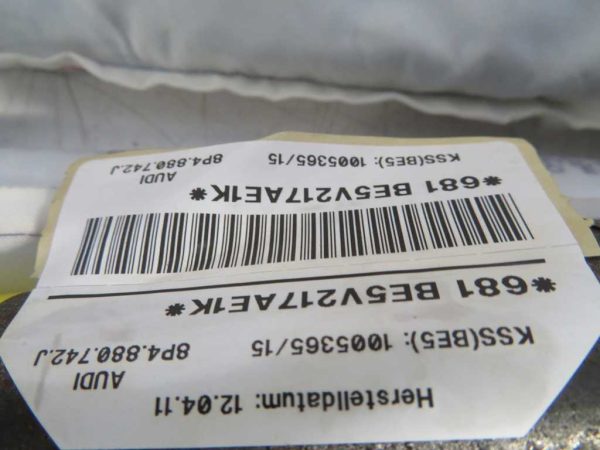 Herstelldatum: 12.04.11
AUDI
KSS(BE5): 1005365/15 8P4.880.742.J
*681 BE5V217AE1K*
*681 BE5V217AE1K*
KSS(BE5): 1005365/15 8P4.880.742.J
AUDI